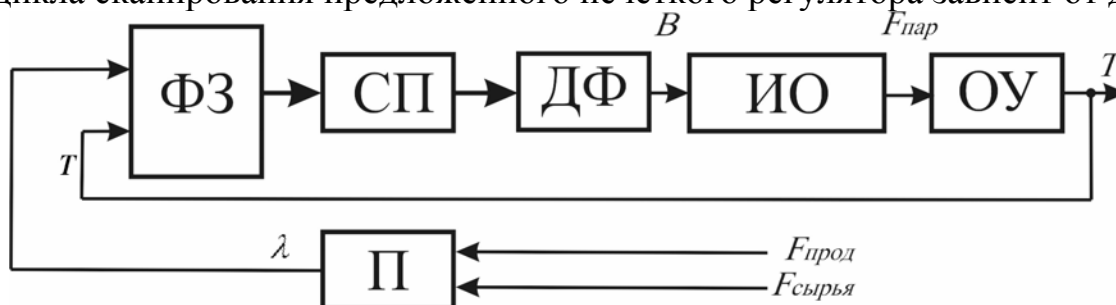 цикла сканирования предложенного нечеткого регулятора зависит от д
B
Fпар
T
ФЗ
СП
ДФ
ИО
ОУ
T
λ
П
Fпрод
Fсырья